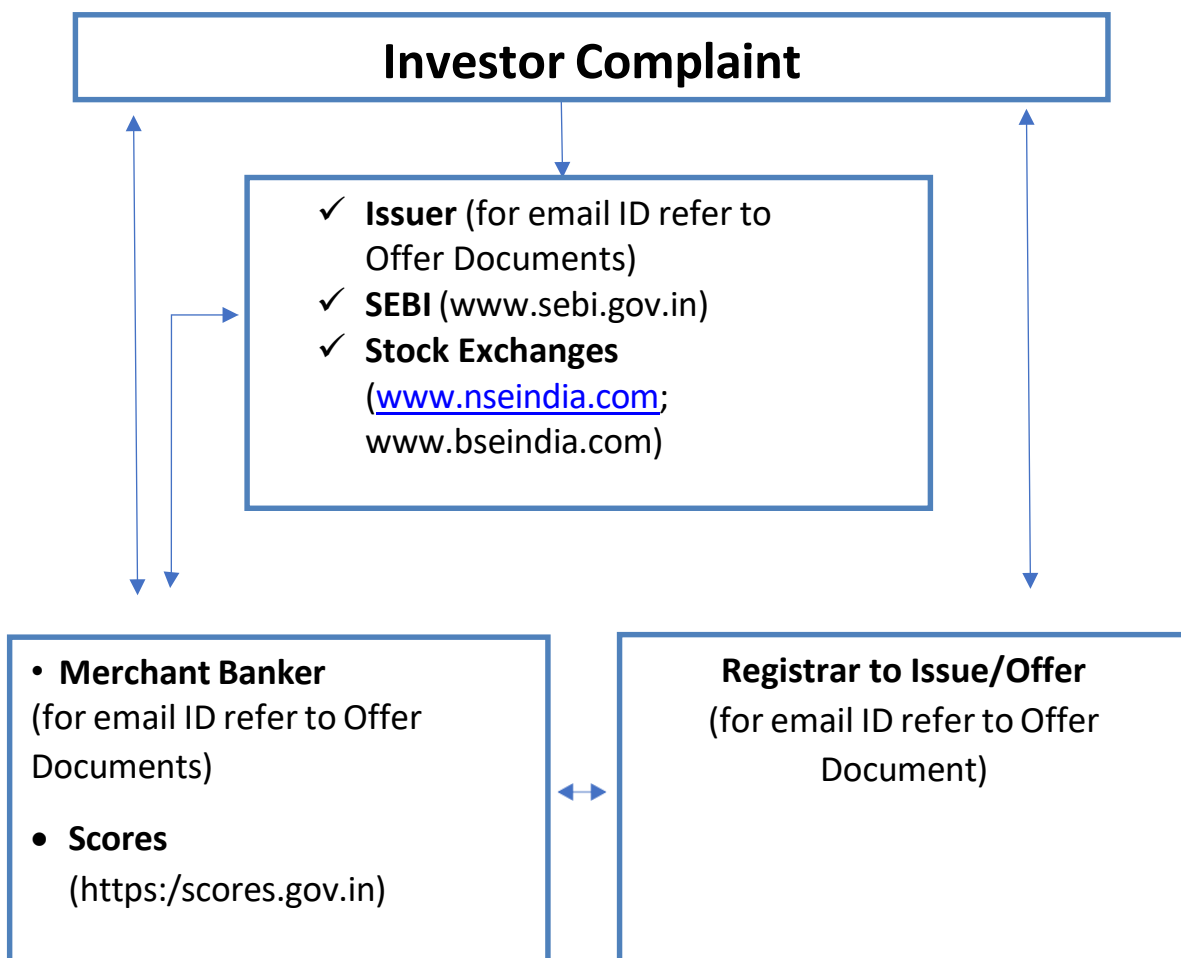 Investor Complaint
✓ Issuer (for email ID refer to
Offer Documents)
✓ SEBI (www.sebi.gov.in)
✓ Stock Exchanges
(www.nseindia.com;
www.bseindia.com)
• Merchant Banker
(for email ID refer to Offer
Documents)
• Scores
(https:/scores.gov.in)
Registrar to Issue/Offer
(for email ID refer to Offer
Document)